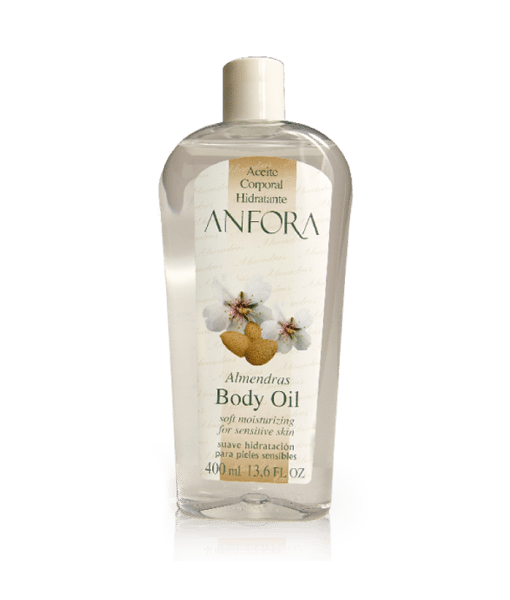 Aceite
Corporal
Hidratante
ANFORA
Almendras
Body Oil
soft moisturizing
for sensitive skin
suave hidratación
para pieles sensibles
400 ml 13.6 FL OZ